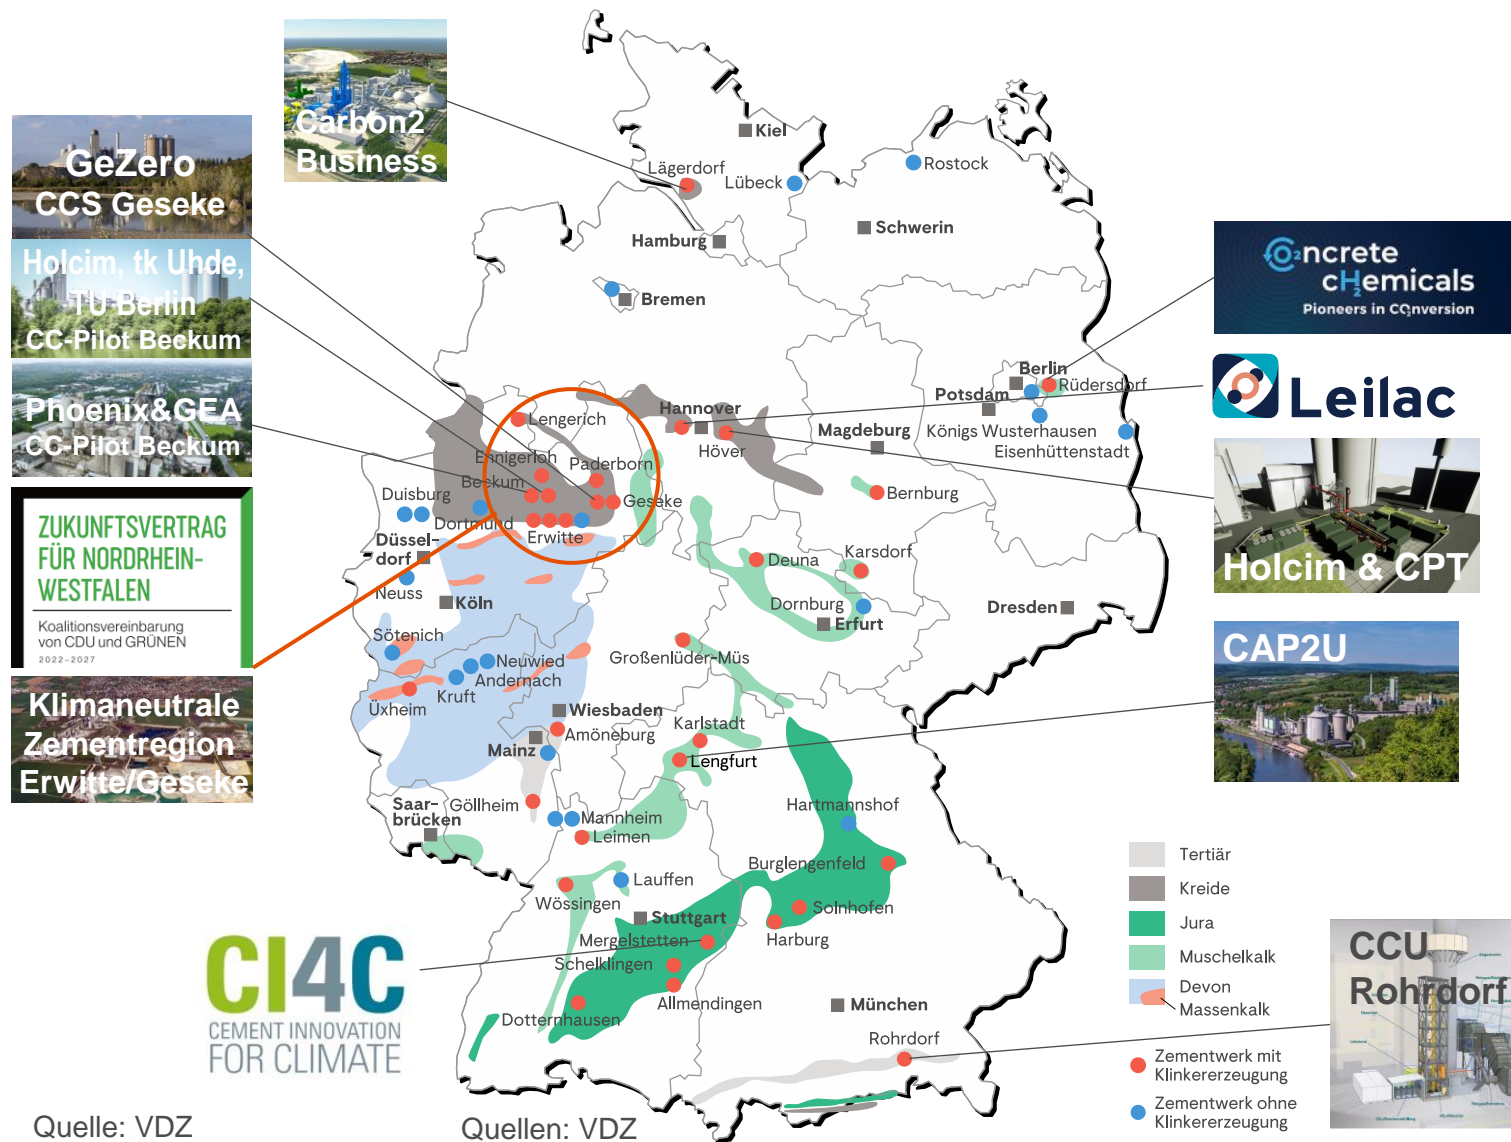 Carbon2
Business
GeZero
CCS Geseke
Holcim, tk Uhde,
TU Berlin
CC-Pilot Beckum
Phoenix&GEA
CC-Pilot Beckum
ZUKUNFTSVERTRAG
FÜR NORDRHEIN-
WESTFALEN
Koalitionsvereinbarung
von CDU und GRÜNEN
2022–2027
Klimaneutrale
Zementregion
Erwitte/Geseke
CI4C
CEMENT INNOVATION
FOR CLIMATE
Quelle: VDZ
Quellen: VDZ
Kiel
Lägerdorf
Lübeck
Rostock
Hamburg
Schwerin
Bremen
Berlin
Rüdersdorf
Potsdam
Königs Wusterhausen
Eisenhüttenstadt
Hannover
Höver
Magdeburg
Lengerich
Ennigerloh
Paderborn
Beckum
Geseke
Duisburg
Dortmund
Erwitte
Bernburg
Düssel-
dorf
Neuss
Köln
Deuna
Karsdorf
Dornburg
Erfurt
Dresden
Sötenich
Neuwied
Andernach
Kruft
Üxheim
Großenlüder-Müs
Wiesbaden
Amöneburg
Mainz
Karlstadt
Lengfurt
Göllheim
Saar-
brücken
Mannheim
Leimen
Hartmannshof
Burglengenfeld
Lauffen
Wössingen
Stuttgart
Solnhofen
Harburg
Mergelstetten
Schelklingen
Allmendingen
Dotternhausen
München
Rohrdorf
CO2ncrete
cH2emicals
Pioneers in CO2nversion
Leilac
Holcim & CPT
CAP2U
Tertiär
Kreide
Jura
Muschelkalk
Devon
Massenkalk
Zementwerk mit
Klinkererzeugung
Zementwerk ohne
Klinkererzeugung
CCU
Rohrdorf